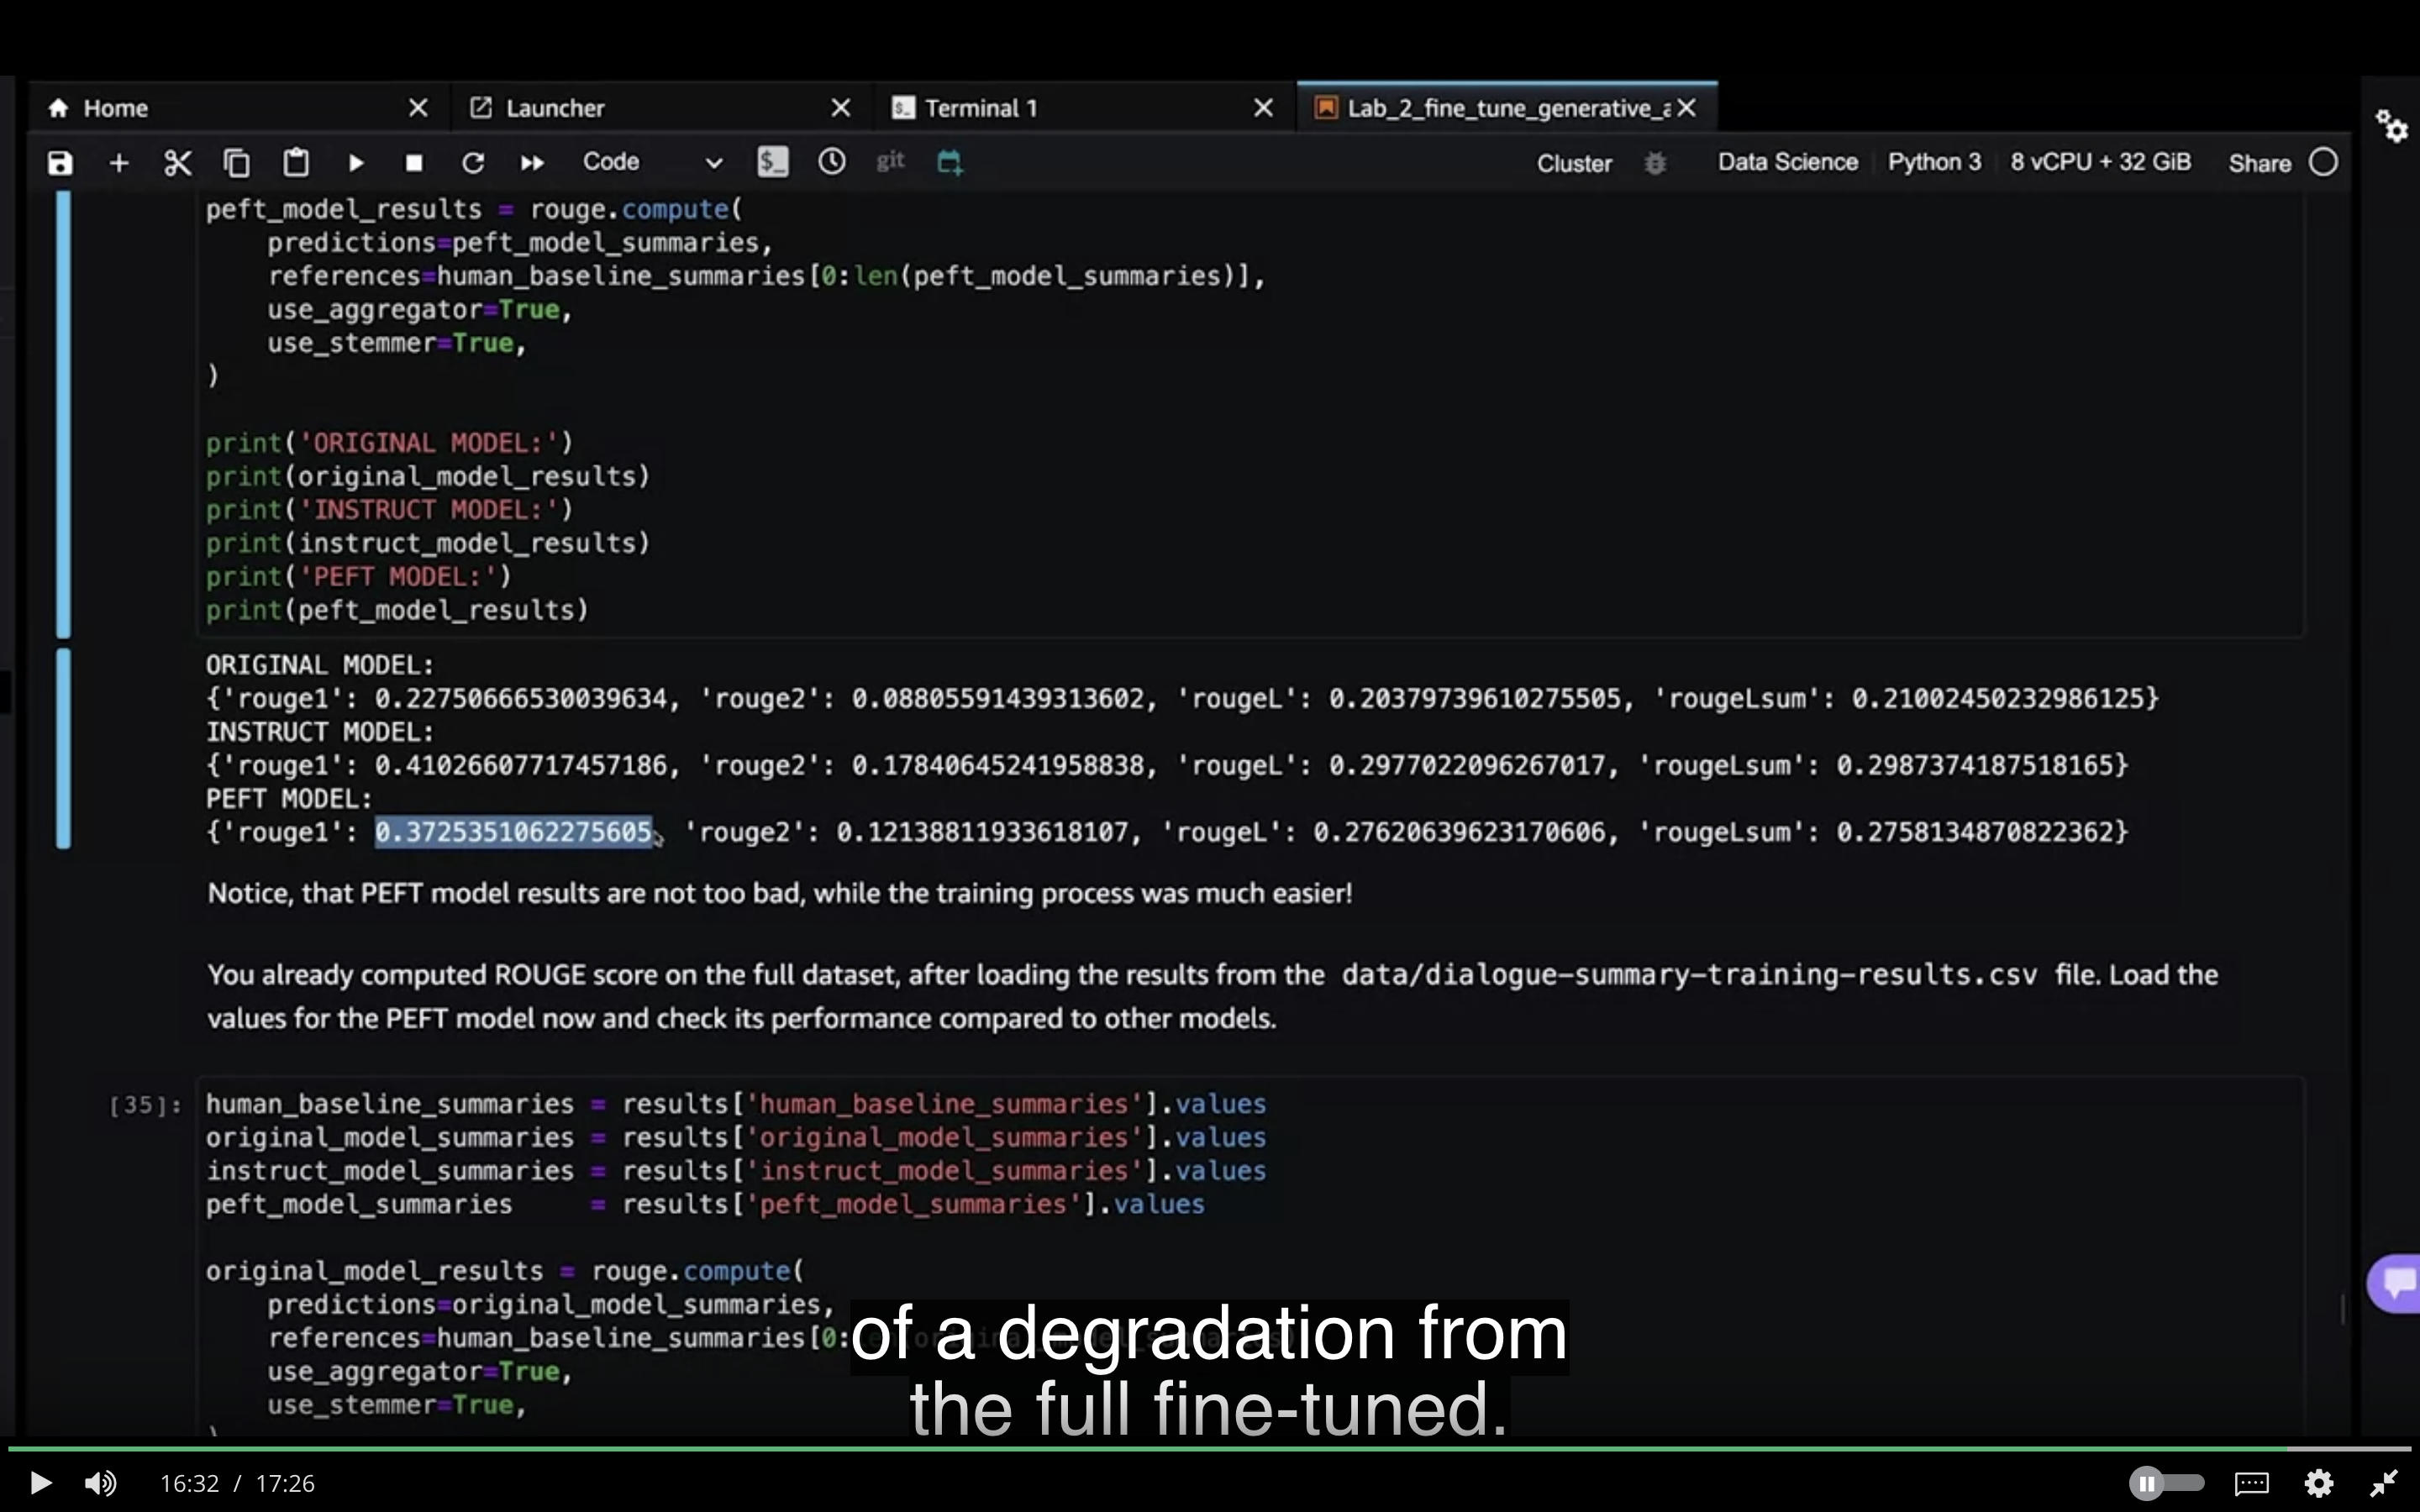 Home
Launcher
Terminal 1
Lab_2_fine_tune_generative_a
Code
git
Cluster
Data Science
Python 3
8 vCPU + 32 GiB
Share
peft_model_results = rouge.compute(
    predictions=peft_model_summaries,
    references=human_baseline_summaries[0:len(peft_model_summaries)],
    use_aggregator=True,
    use_stemmer=True,
)
print('ORIGINAL MODEL:')
print(original_model_results)
print('INSTRUCT MODEL:')
print(instruct_model_results)
print('PEFT MODEL:')
print(peft_model_results)
ORIGINAL MODEL:
{'rouge1': 0.22750666530039634, 'rouge2': 0.08805591439313602, 'rougeL': 0.20379739610275505, 'rougeLsum': 0.21002450232986125}
INSTRUCT MODEL:
{'rouge1': 0.41026607717457186, 'rouge2': 0.17840645241958838, 'rougeL': 0.2977022096267017, 'rougeLsum': 0.2987374187518165}
PEFT MODEL:
{'rouge1': 0.3725351062275605, 'rouge2': 0.12138811933618107, 'rougeL': 0.27620639623170606, 'rougeLsum': 0.2758134870822362}
Notice, that PEFT model results are not too bad, while the training process was much easier!
You already computed ROUGE score on the full dataset, after loading the results from the data/dialogue-summary-training-results.csv file. Load the
values for the PEFT model now and check its performance compared to other models.
[35]:
human_baseline_summaries = results['human_baseline_summaries'].values
original_model_summaries = results['original_model_summaries'].values
instruct_model_summaries = results['instruct_model_summaries'].values
peft_model_summaries     = results['peft_model_summaries'].values
original_model_results = rouge.compute(
    predictions=original_model_summaries,
    references=human_baseline_summaries[0:
    use_aggregator=True,
    use_stemmer=True,
of a degradation from
the full fine-tuned.
16:32 / 17:26